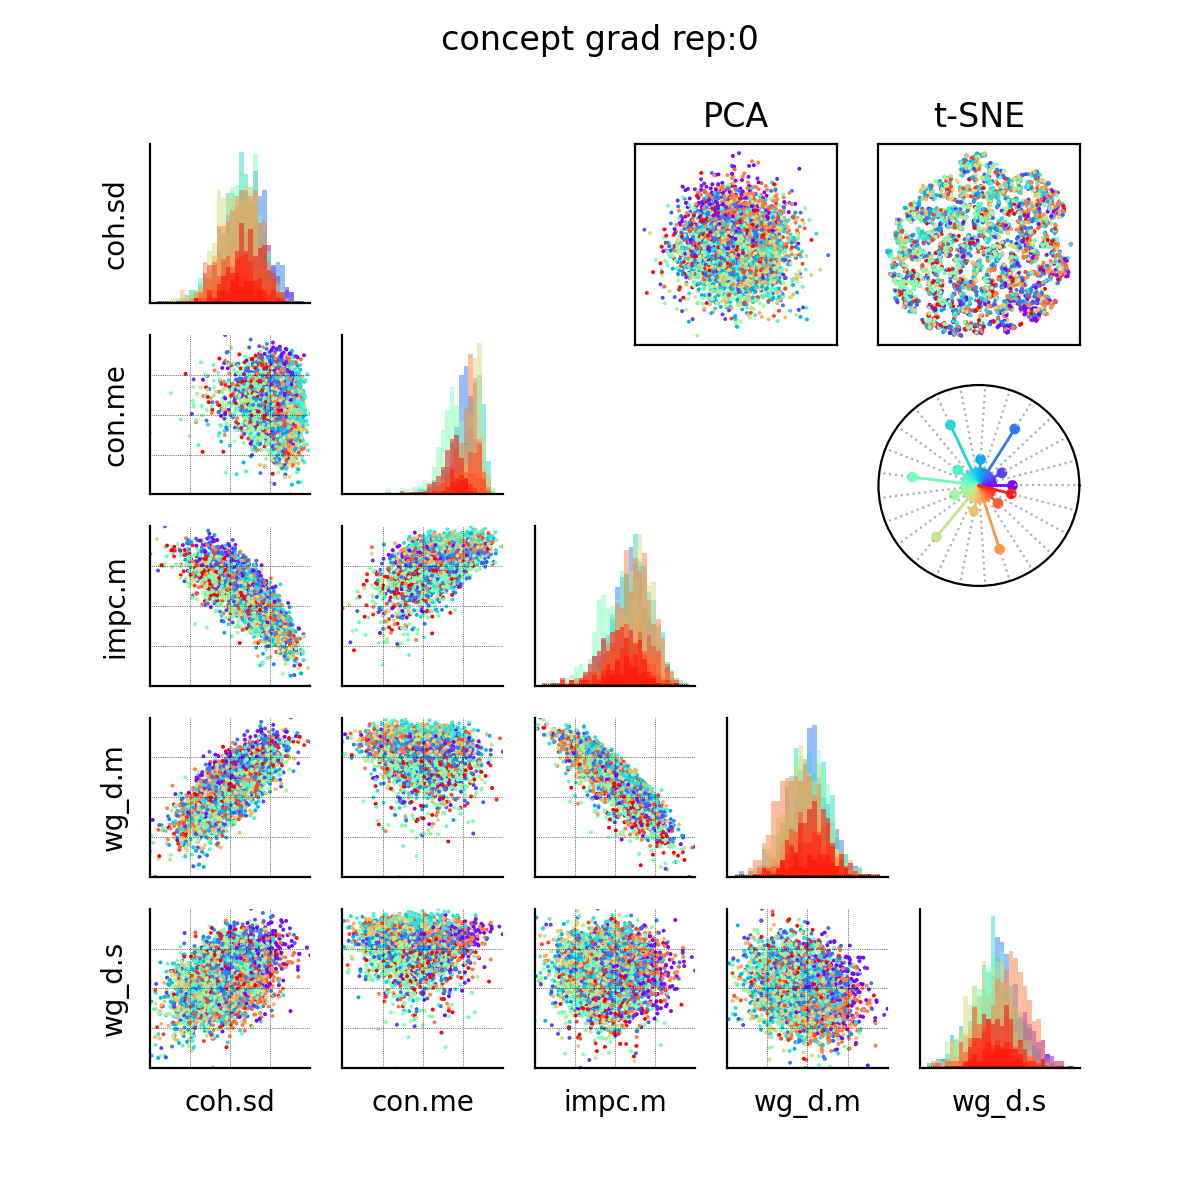 concept grad rep:0
PCA
t-SNE
coh.sd
con.me
impc.m
wg_d.m
wg_d.s
coh.sd
con.me
impc.m
wg_d.m
wg_d.s